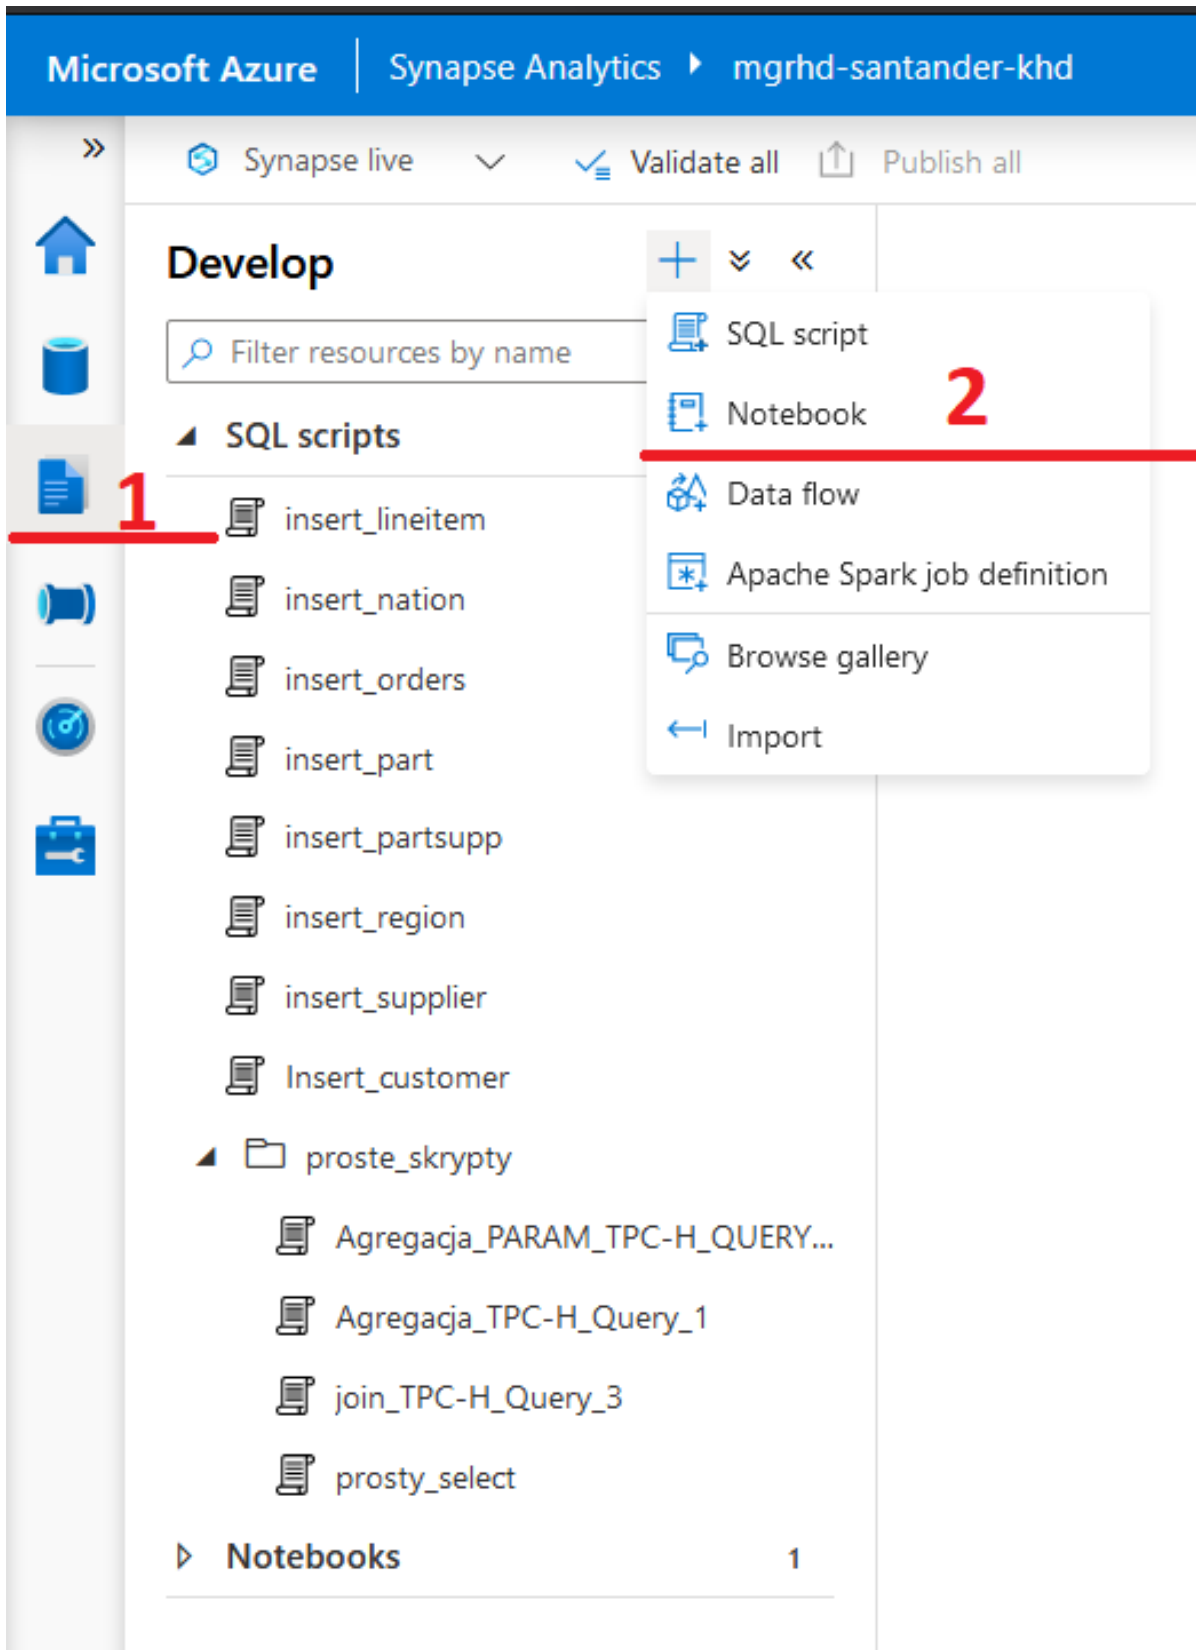 Microsoft Azure Synapse Analytics mgrhd-santander-khd
Synapse live Validate all Publish all
Develop
Filter resources by name
SQL script
Notebook
2
Data flow
Apache Spark job definition
Browse gallery
Import
1
SQL scripts
insert_lineitem
insert_nation
insert_orders
insert_part
insert_partsupp
insert_region
insert_supplier
Insert_customer
proste_skrypty
Agregacja_PARAM_TPC-H_QUERY...
Agregacja_TPC-H_Query_1
join_TPC-H_Query_3
prosty_select
Notebooks 1